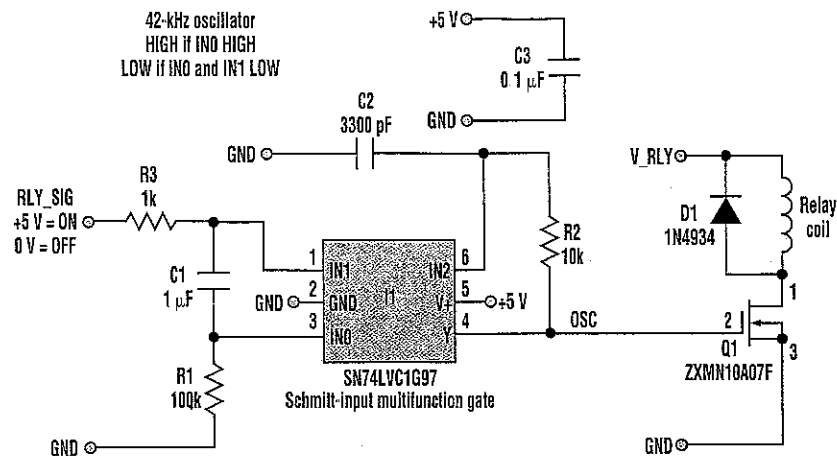 42-kHz oscillator
HIGH if IN0 HIGH
LOW if IN0 and IN1 LOW
+5 V
C3
0.1 µF
GND
C2
3300 pF
GND
V_RLY
R3
1k
RLY_SIG
+5 V = ON
0 V = OFF
C1
1 µF
R2
10k
D1
1N4934
Relay
coil
1
IN1
IN2
6
GND
2
GND
I1
V+
5
+5 V
3
IN0
Y
4
OSC
1
2
3
Q1
ZXMN10A07F
R1
100k
SN74LVC1G97
Schmitt-input multifunction gate
GND
GND